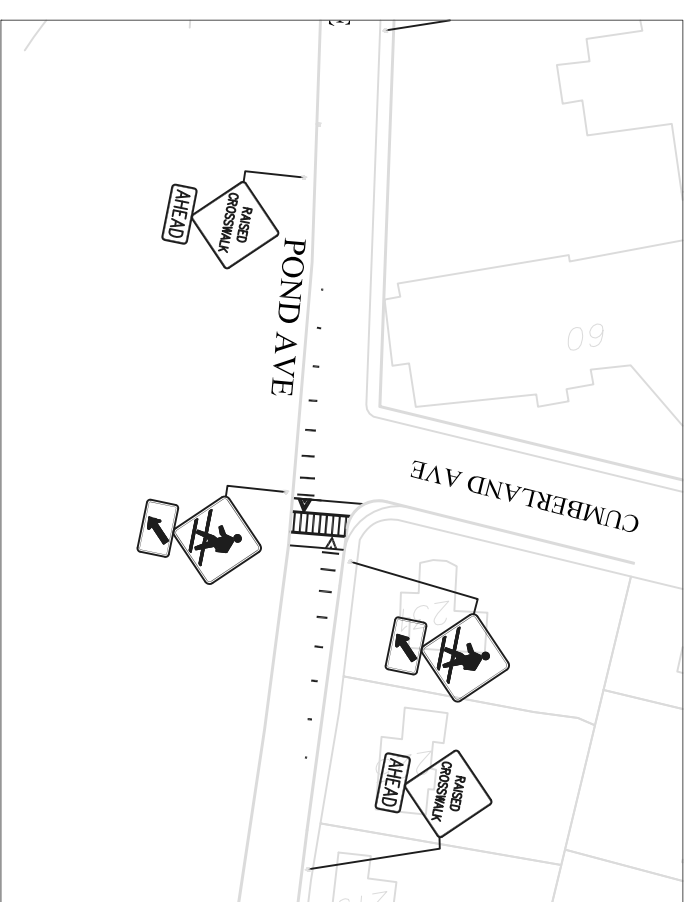 RAISED
CROSSWALK
AHEAD
POND AVE
60
CUMBERLAND AVE
RAISED
CROSSWALK
AHEAD